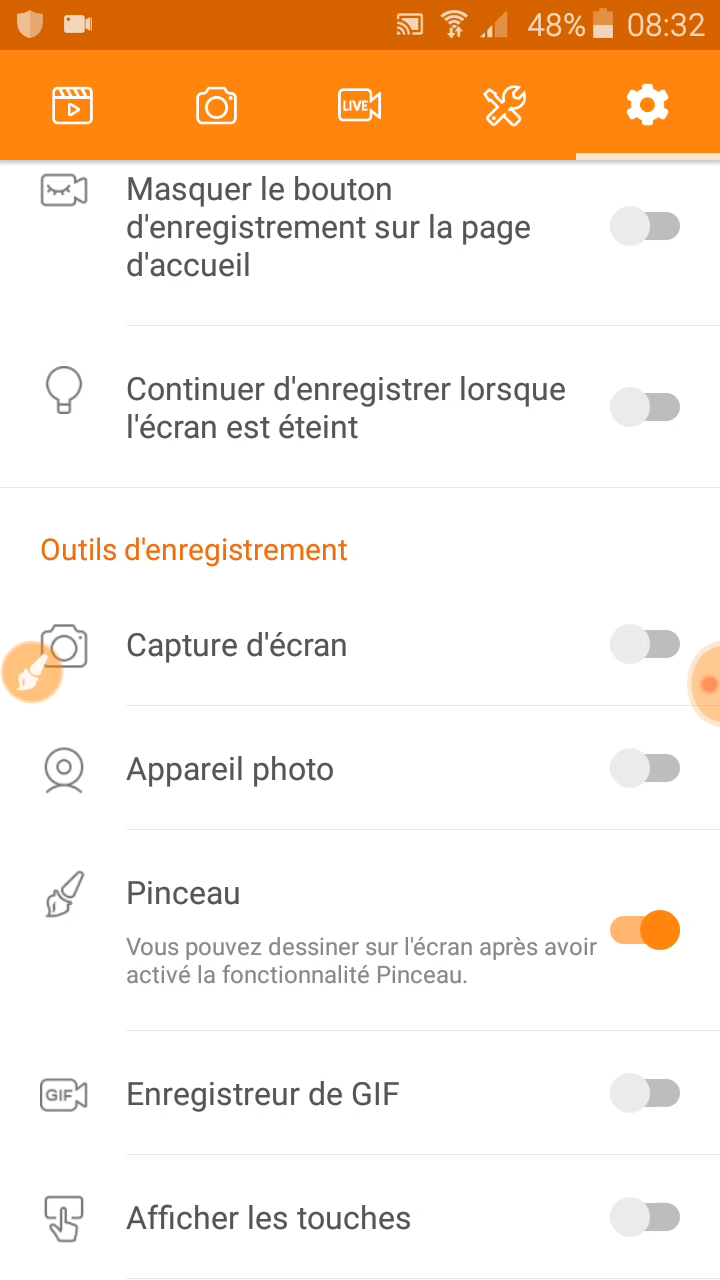 48% 08:32
LIVE
Masquer le bouton
d'enregistrement sur la page
d'accueil
Continuer d'enregistrer lorsque
l'écran est éteint
Outils d'enregistrement
Capture d'écran
Appareil photo
Pinceau
Vous pouvez dessiner sur l'écran après avoir
activé la fonctionnalité Pinceau.
GIF
Enregistreur de GIF
Afficher les touches